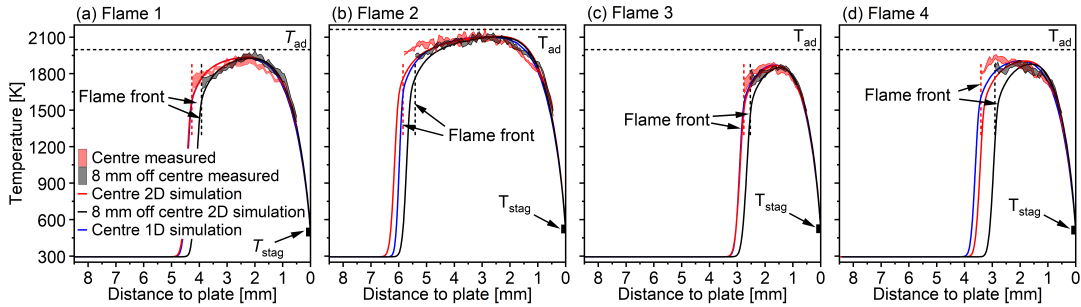 (a) Flame 1
(b) Flame 2
(c) Flame 3
(d) Flame 4
Temperature [K]
2100
1800
1500
1200
900
600
300
T_ad
Flame front
Centre measured
8 mm off centre measured
Centre 2D simulation
8 mm off centre 2D simulation
Centre 1D simulation
T_stag
8 7 6 5 4 3 2 1 0
Distance to plate [mm]
T_ad
Flame front
T_stag
8 7 6 5 4 3 2 1 0
Distance to plate [mm]
T_ad
Flame front
T_stag
8 7 6 5 4 3 2 1 0
Distance to plate [mm]
T_ad
Flame front
T_stag
8 7 6 5 4 3 2 1 0
Distance to plate [mm]